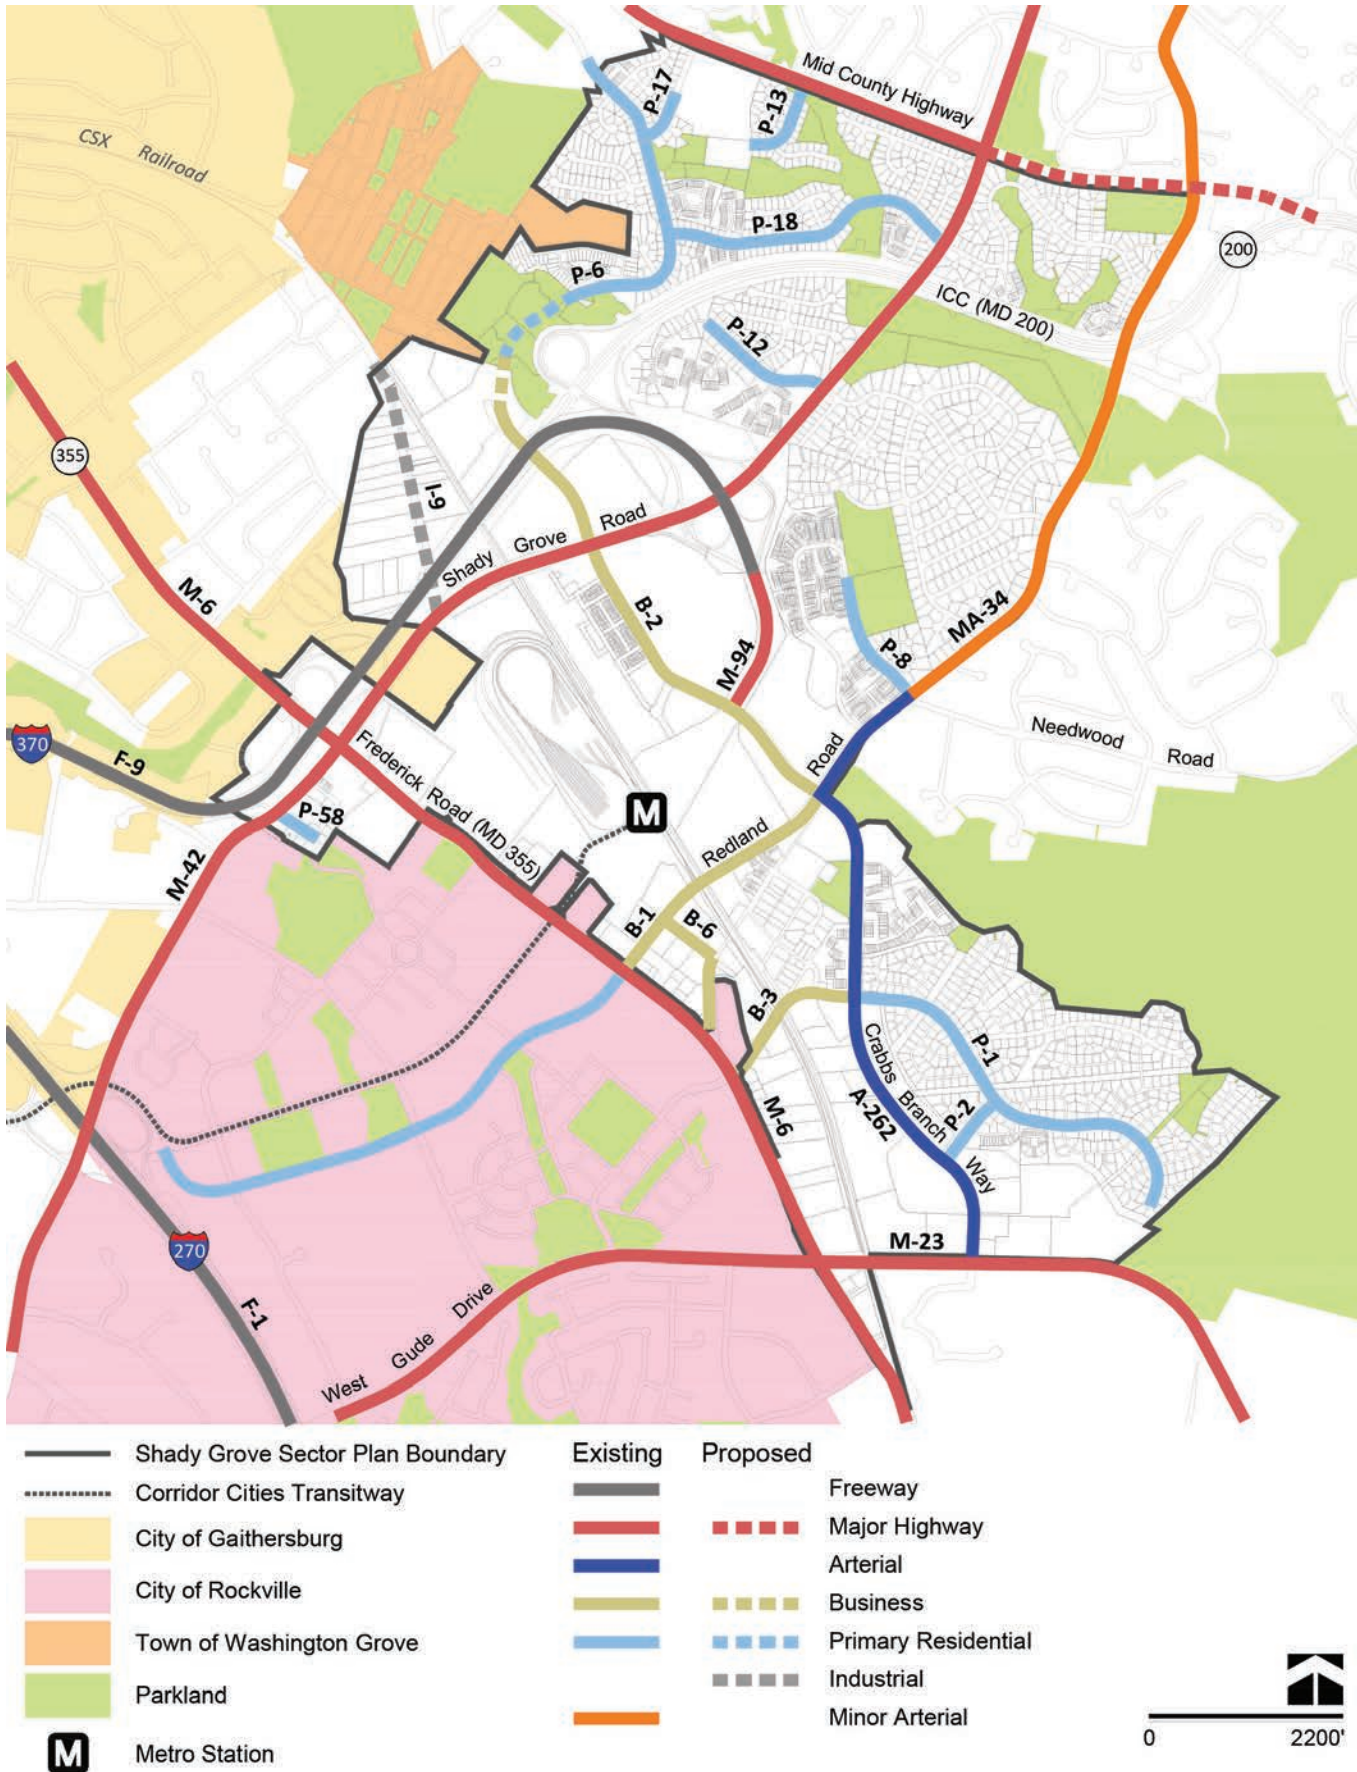 P-17
P-13
Mid County Highway
CSX Railroad
P-18
200
P-6
ICC (MD 200)
P-12
355
I-9
Shady Grove Road
M-6
B-2
MA-34
M-94
P-8
370
F-9
Needwood Road
Frederick Road (MD 355)
Road
M
P-58
Redland
M-42
B-1
B-6
B-3
P-1
Crabbs Branch Way
P-2
A-262
M-6
M-23
270
F-1
West Gude Drive
Shady Grove Sector Plan Boundary
Corridor Cities Transitway
City of Gaithersburg
City of Rockville
Town of Washington Grove
Parkland
M Metro Station
Existing Proposed
Freeway
Major Highway
Arterial
Business
Primary Residential
Industrial
Minor Arterial
0 2200'